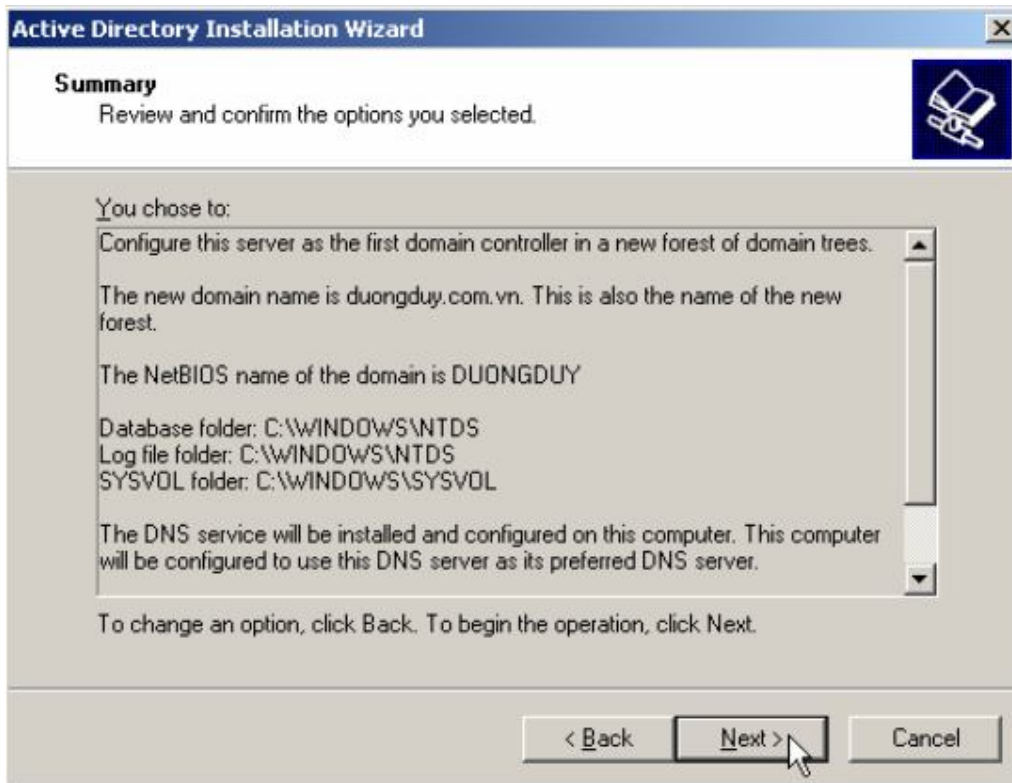 Active Directory Installation Wizard
Summary
Review and confirm the options you selected.
You chose to:
Configure this server as the first domain controller in a new forest of domain trees.
The new domain name is duongduy.com.vn. This is also the name of the new
forest.
The NetBIOS name of the domain is DUONGDUY
Database folder: C:\WINDOWS\NTDS
Log file folder: C:\WINDOWS\NTDS
SYSVOL folder: C:\WINDOWS\SYSVOL
The DNS service will be installed and configured on this computer. This computer
will be configured to use this DNS server as its preferred DNS server.
To change an option, click Back. To begin the operation, click Next.
< Back Next > Cancel